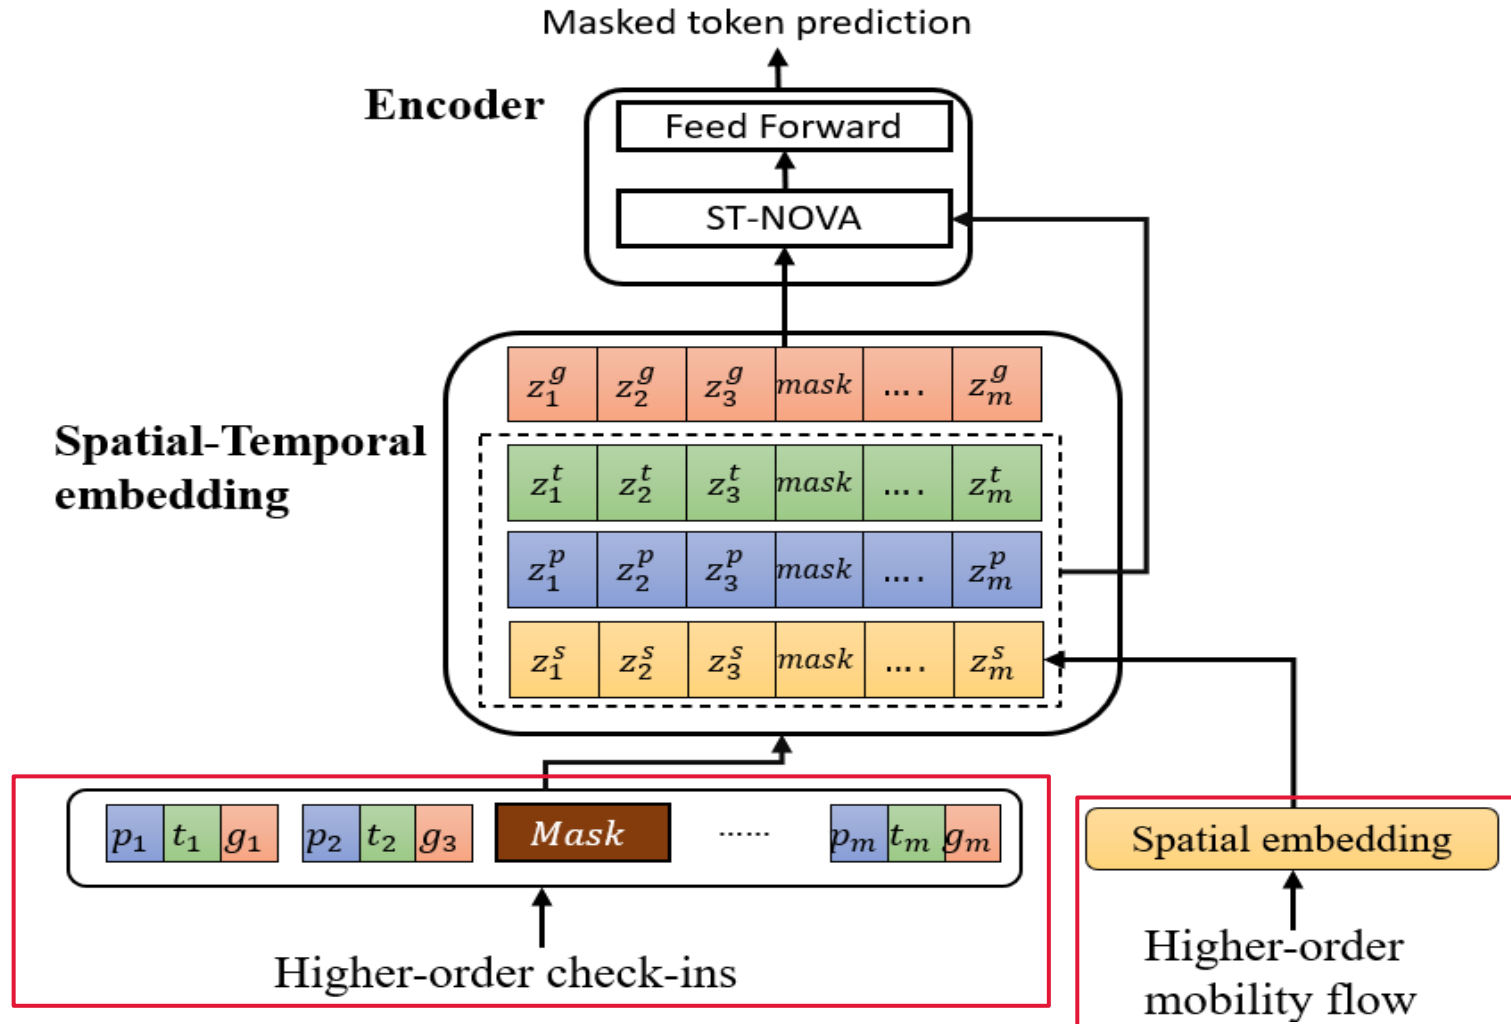 Masked token prediction
Encoder
Feed Forward
ST-NOVA
Spatial-Temporal
embedding
z_1^g z_2^g z_3^g mask .... z_m^g
z_1^t z_2^t z_3^t mask .... z_m^t
z_1^p z_2^p z_3^p mask .... z_m^p
z_1^s z_2^s z_3^s mask .... z_m^s
p_1 t_1 g_1 p_2 t_2 g_3 Mask ...... p_m t_m g_m
Spatial embedding
Higher-order check-ins
Higher-order
mobility flow